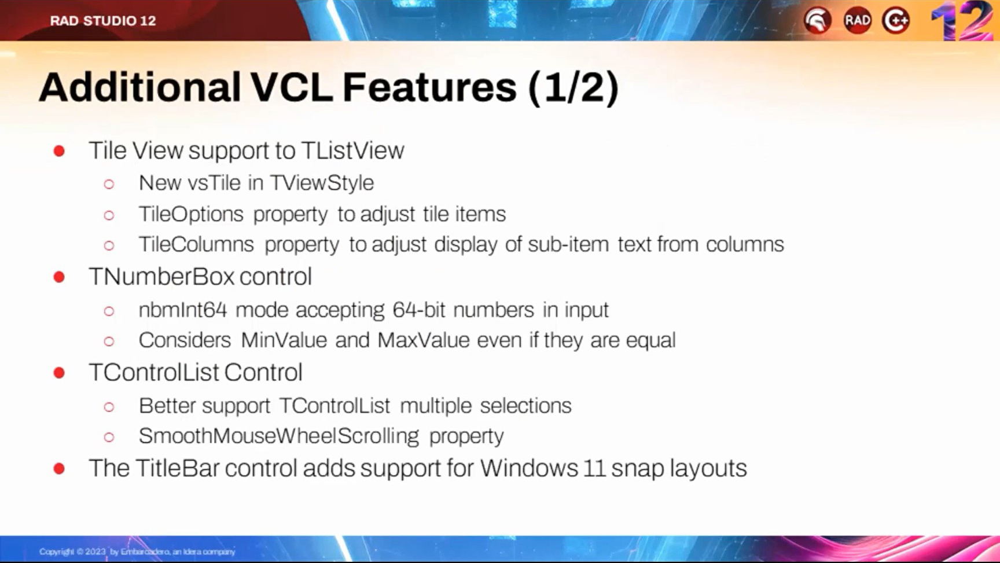 RAD STUDIO 12
RAD
C++
12
Additional VCL Features (1/2)
Tile View support to TListView
New vsTile in TViewStyle
TileOptions property to adjust tile items
TileColumns property to adjust display of sub-item text from columns
TNumberBox control
nbmInt64 mode accepting 64-bit numbers in input
Considers MinValue and MaxValue even if they are equal
TControlList Control
Better support TControlList multiple selections
SmoothMouseWheelScrolling property
The TitleBar control adds support for Windows 11 snap layouts
Copyright © 2023 by Embarcadero, an Idera company